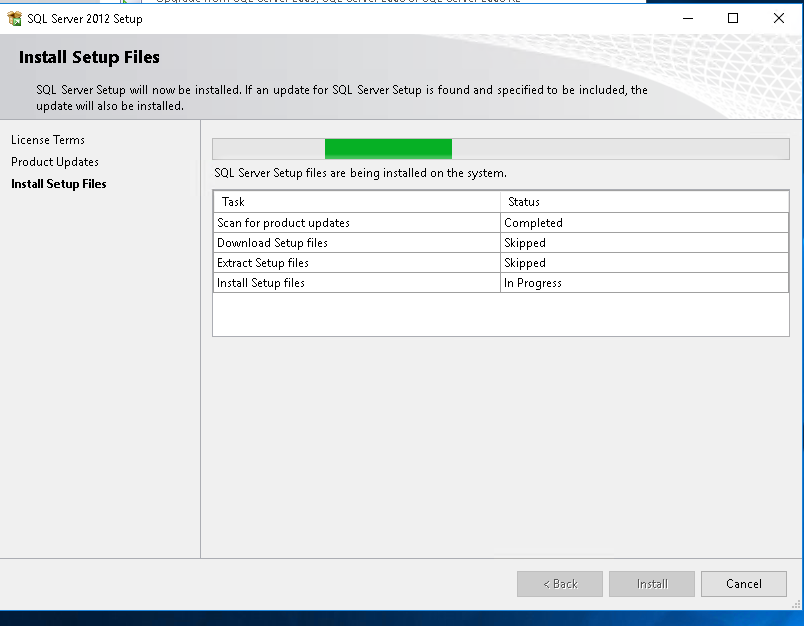 SQL Server 2012 Setup
Install Setup Files
SQL Server Setup will now be installed. If an update for SQL Server Setup is found and specified to be included, the
update will also be installed.
License Terms
Product Updates
Install Setup Files
SQL Server Setup files are being installed on the system.
Task Status
Scan for product updates Completed
Download Setup files Skipped
Extract Setup files Skipped
Install Setup files In Progress
< Back Install Cancel